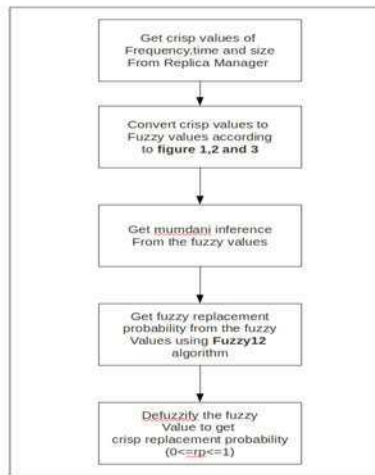 Get crisp values of
Frequency,time and size
From Replica Manager
Convert crisp values to
Fuzzy values according
to figure 1,2 and 3
Get mumdani inference
From the fuzzy values
Get fuzzy replacement
probability from the fuzzy
Values using Fuzzy12
algorithm
Defuzzify the fuzzy
Value to get
crisp replacement probability
(0<=rp<=1)